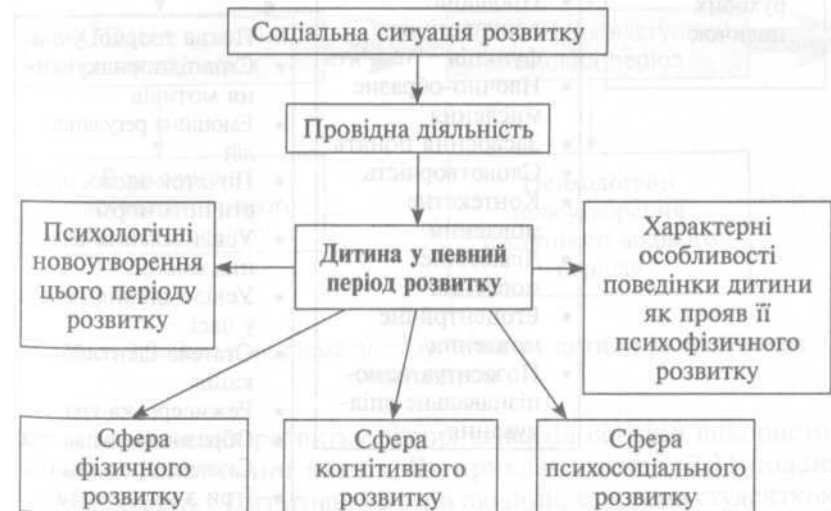 Соціальна ситуація розвитку
Провідна діяльність
Психологічні
новоутворення
цього періоду
розвитку
Дитина у певний
період розвитку
Характерні
особливості
поведінки дитини
як прояв її
психофізичного
розвитку
Сфера
фізичного
розвитку
Сфера
когнітивного
розвитку
Сфера
психосоціального
розвитку